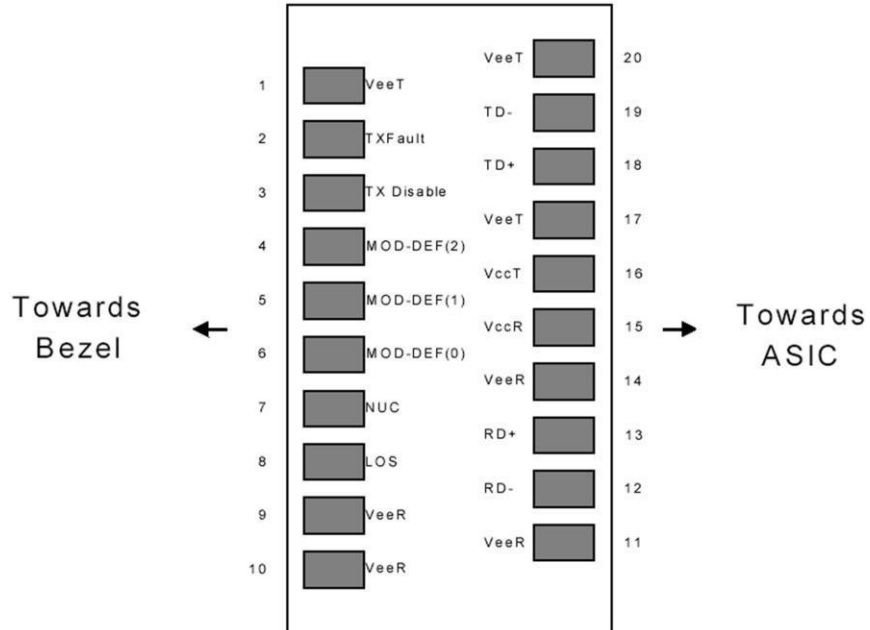 Towards
Bezel
1 VeeT
2 TXFault
3 TX Disable
4 MOD-DEF(2)
5 MOD-DEF(1)
6 MOD-DEF(0)
7 NUC
8 LOS
9 VeeR
10 VeeR
VeeT 20
TD- 19
TD+ 18
VeeT 17
VccT 16
VccR 15
VeeR 14
RD+ 13
RD- 12
VeeR 11
Towards
ASIC